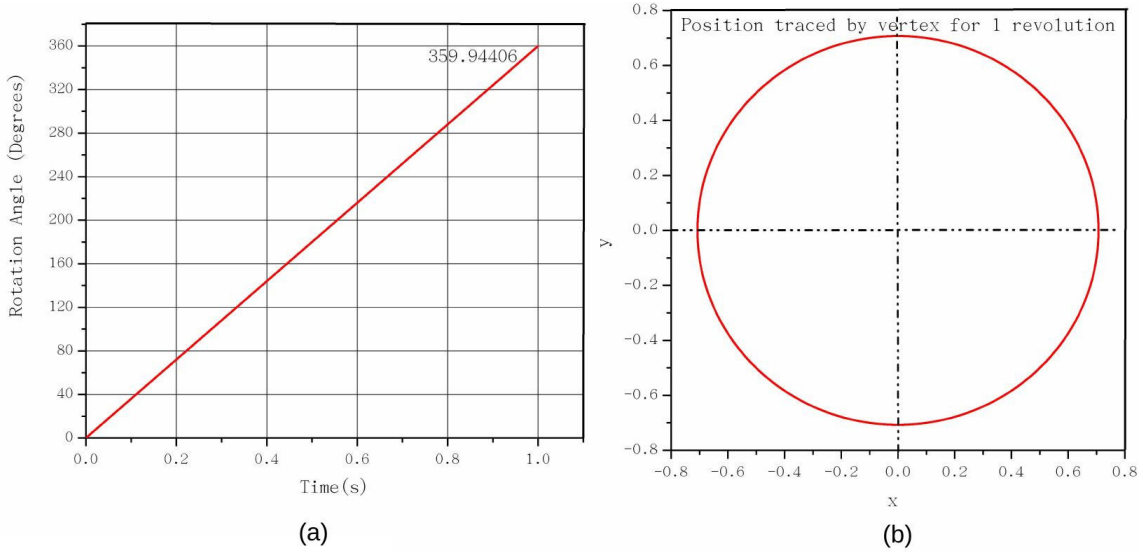 360
320
280
240
200
160
120
80
40
0
Rotation Angle (Degrees)
359.94406
0.0 0.2 0.4 0.6 0.8 1.0
Time(s)
(a)
Position traced by vertex for 1 revolution
0.8
0.6
0.4
0.2
0.0
-0.2
-0.4
-0.6
-0.8
y
-0.8 -0.6 -0.4 -0.2 0.0 0.2 0.4 0.6 0.8
x
(b)